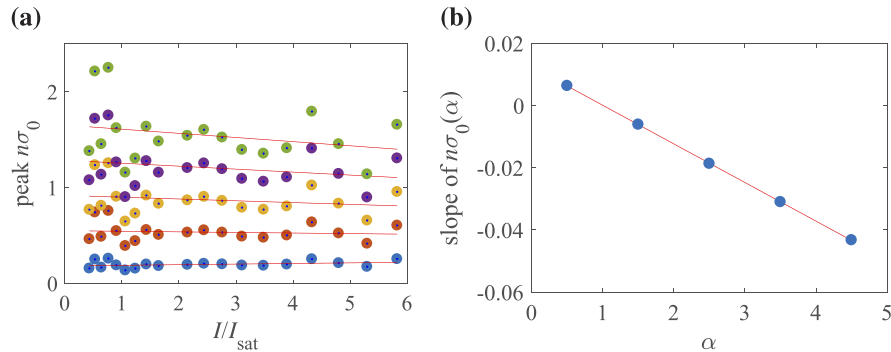 (a)
peak nσ0
2
1
0
0 1 2 3 4 5 6
I/Isat
(b)
slope of nσ0(α)
0.02
0
-0.02
-0.04
-0.06
0 1 2 3 4 5
α